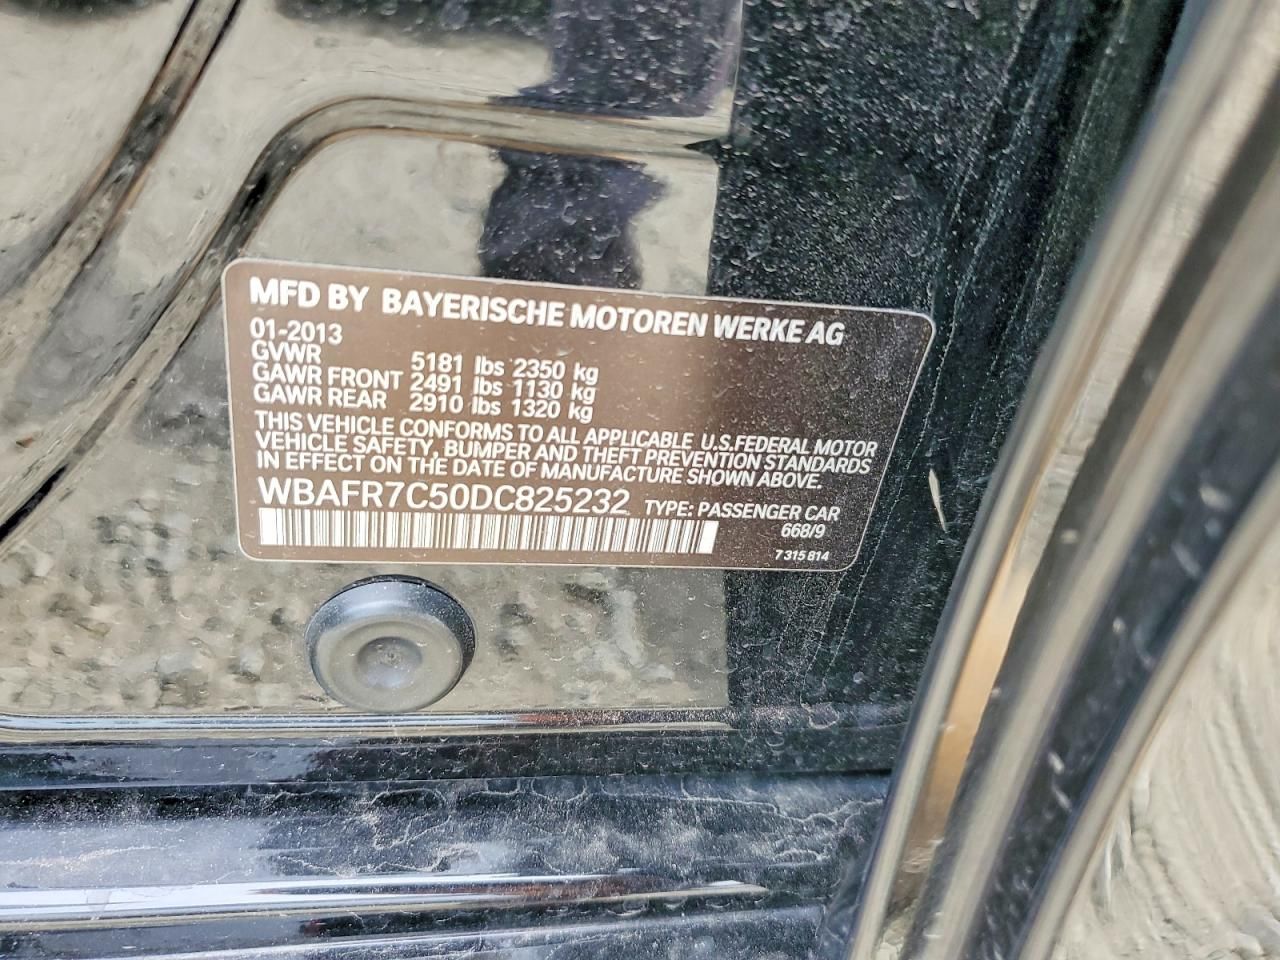 MFD BY BAYERISCHE MOTOREN WERKE AG
01-2013
GVWR 5181 lbs 2350 kg
GAWR FRONT 2491 lbs 1130 kg
GAWR REAR 2910 lbs 1320 kg
THIS VEHICLE CONFORMS TO ALL APPLICABLE U.S.FEDERAL MOTOR
VEHICLE SAFETY, BUMPER AND THEFT PREVENTION STANDARDS
IN EFFECT ON THE DATE OF MANUFACTURE SHOWN ABOVE.
WBAFR7C50DC825232 TYPE: PASSENGER CAR
668/9
7 315 814